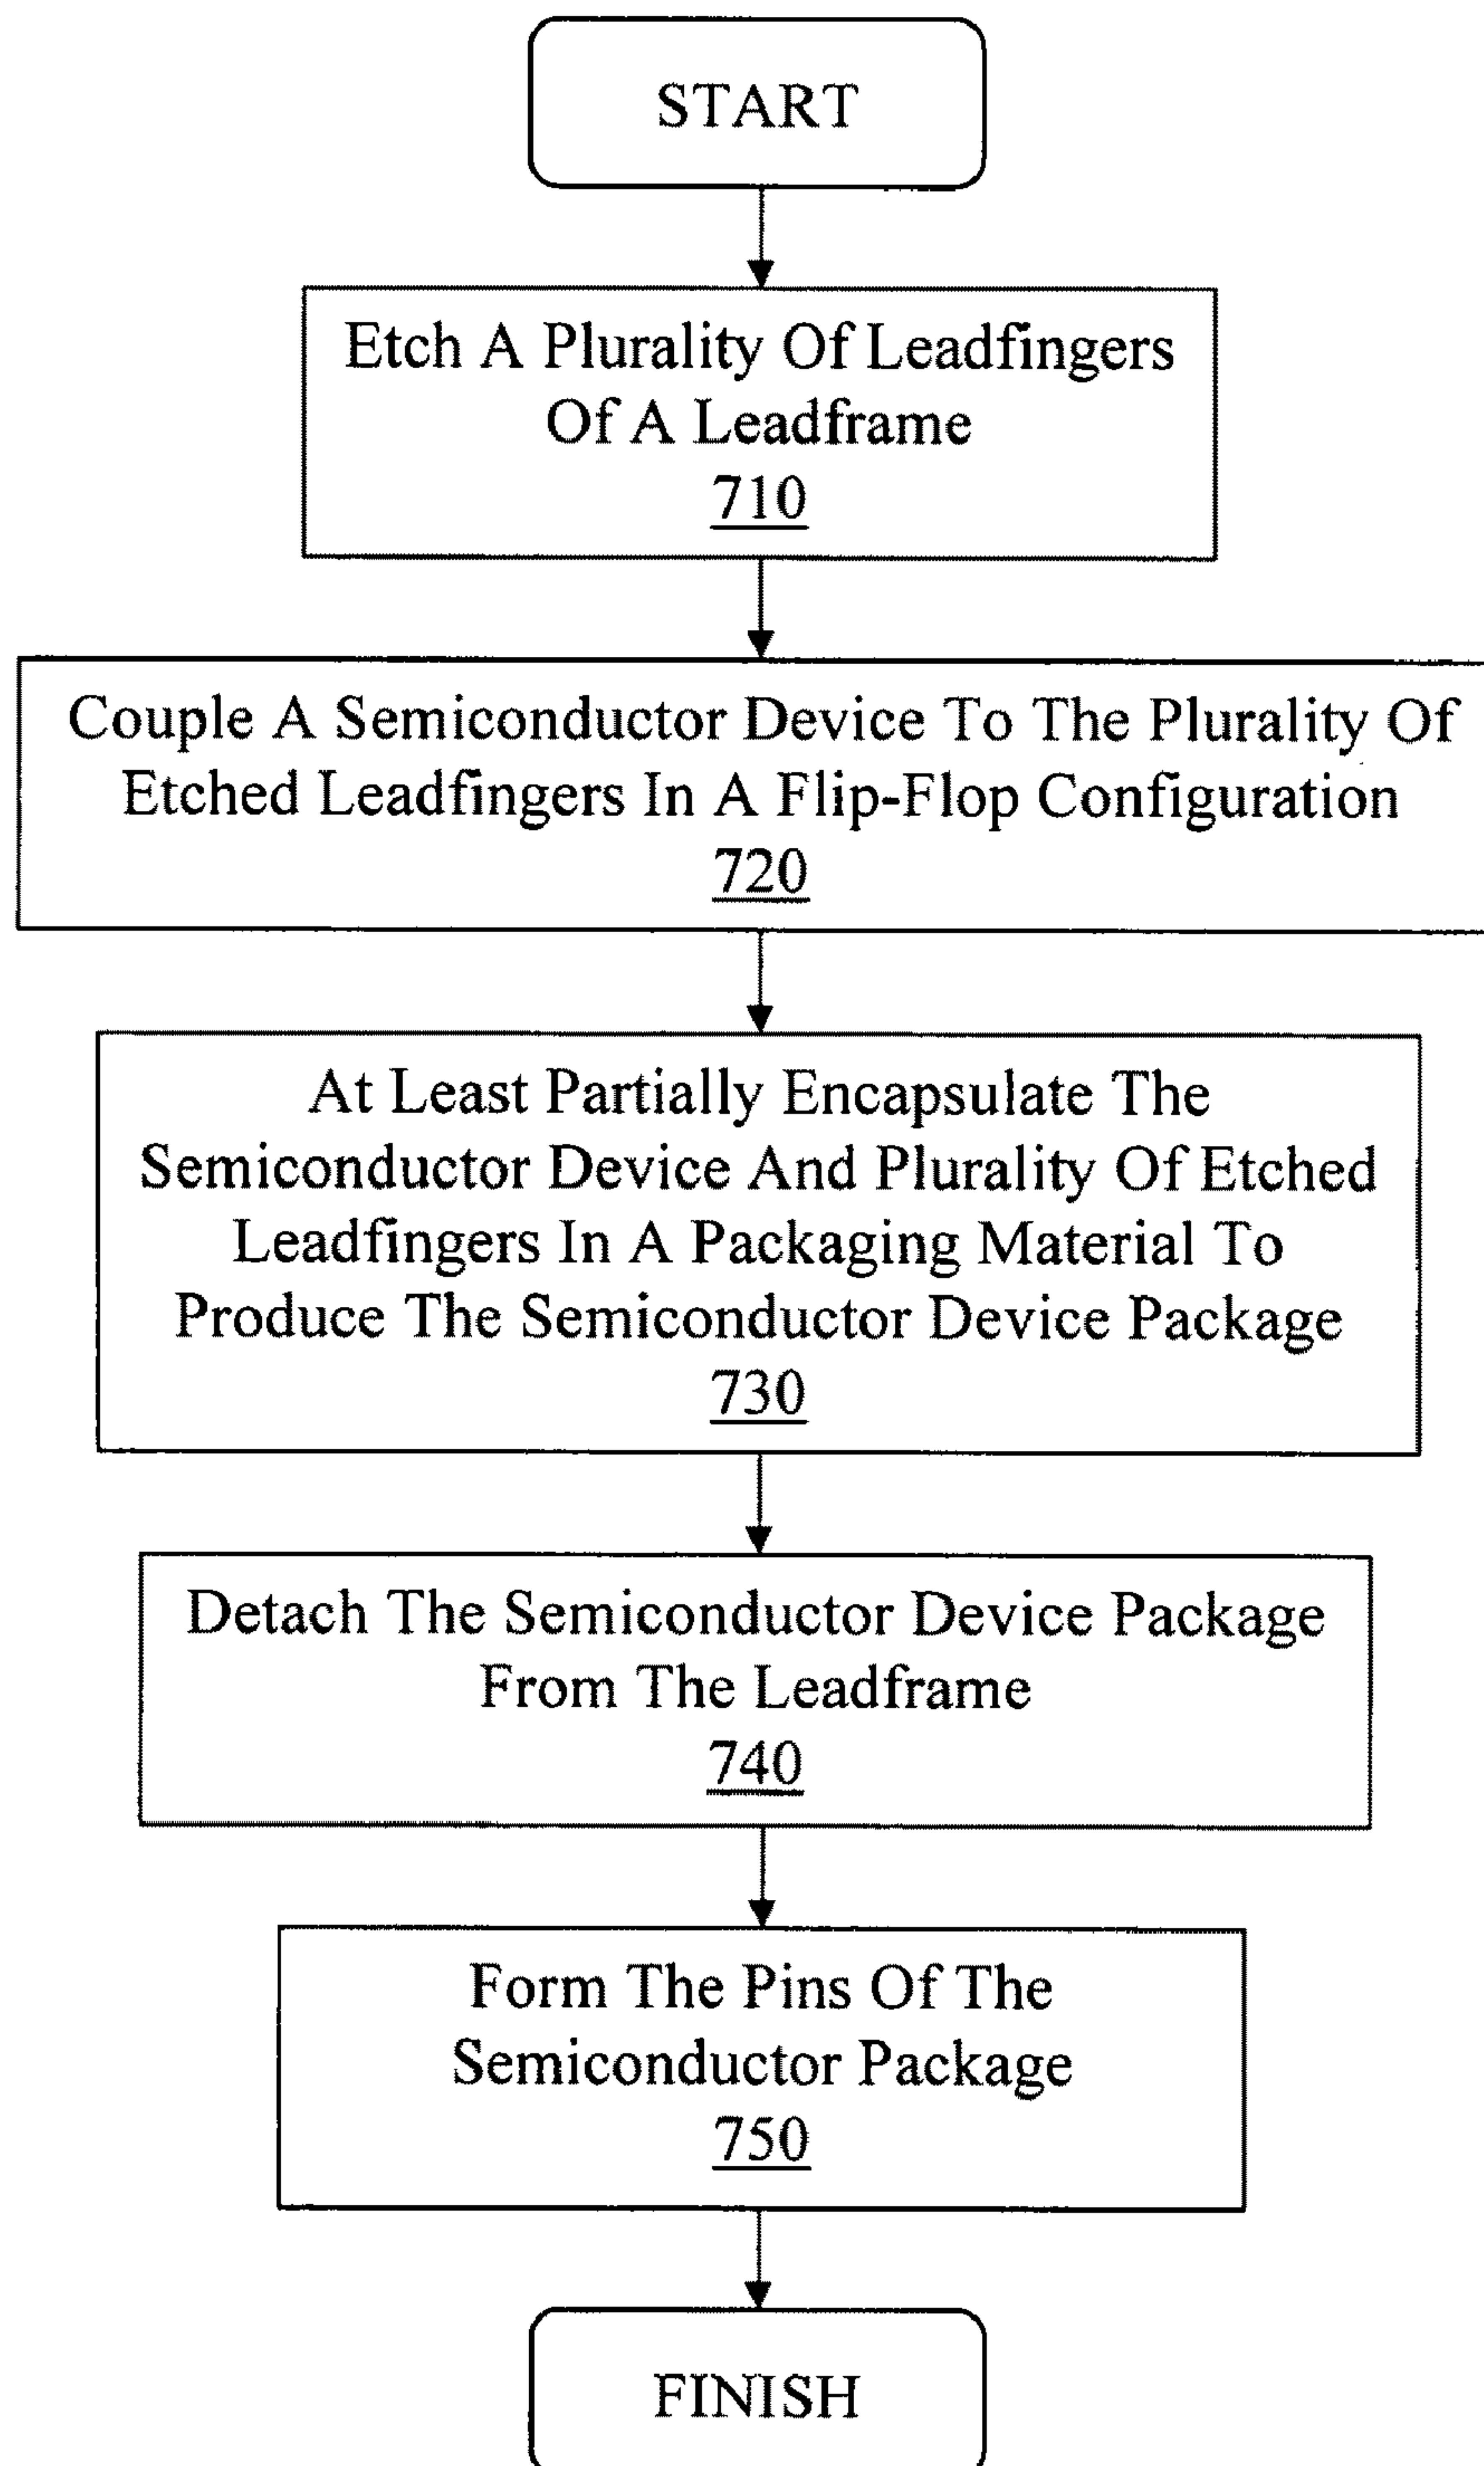 START
Etch A Plurality Of Leadfingers
Of A Leadframe
710
Couple A Semiconductor Device To The Plurality Of
Etched Leadfingers In A Flip-Flop Configuration
720
At Least Partially Encapsulate The
Semiconductor Device And Plurality Of Etched
Leadfingers In A Packaging Material To
Produce The Semiconductor Device Package
730
Detach The Semiconductor Device Package
From The Leadframe
740
Form The Pins Of The
Semiconductor Package
750
FINISH